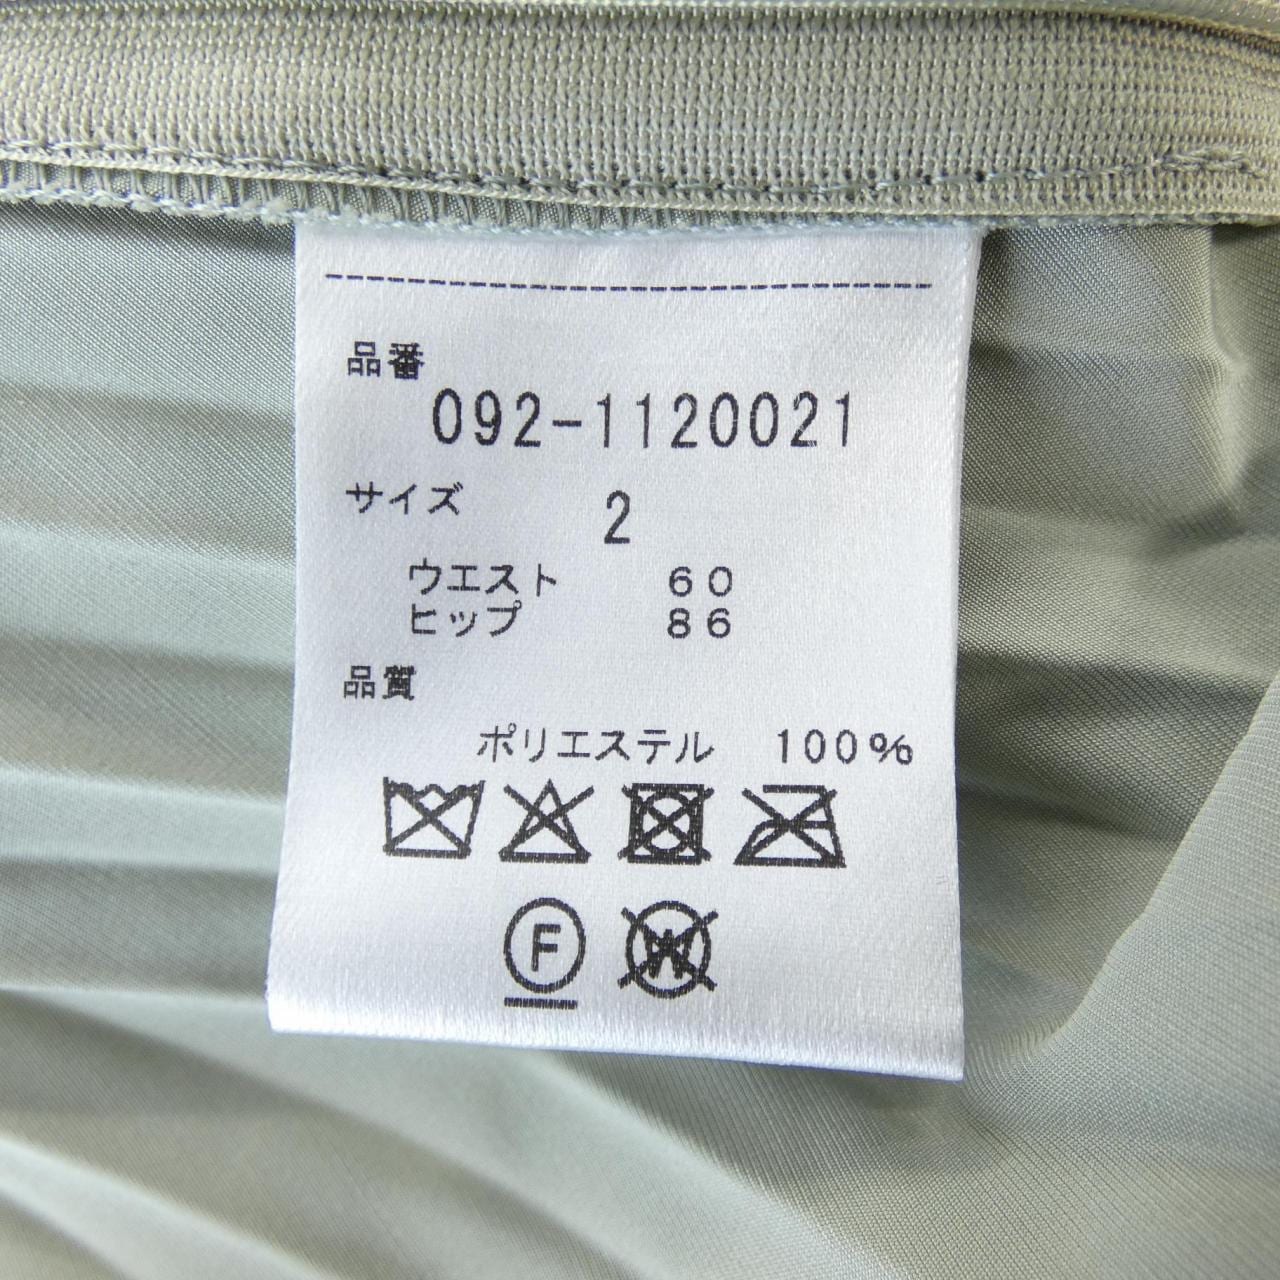 品番
092-1120021
サイズ 2
ウエスト 60
ヒップ 86
品質
ポリエステル 100%
F W